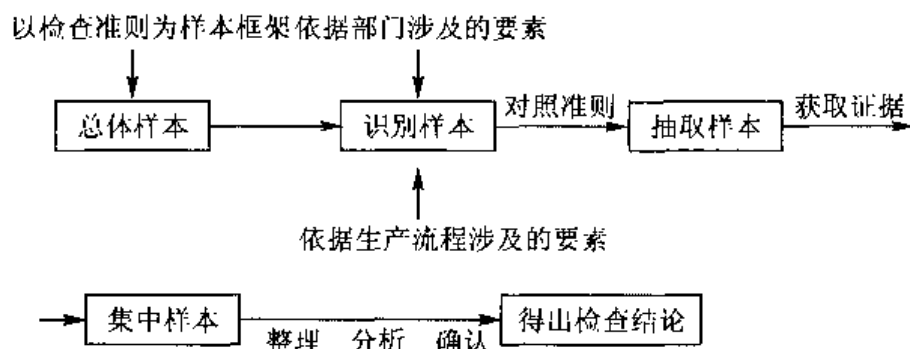 以检查准则为样本框架依据部门涉及的要素
总体样本 识别样本 对照准则 抽取样本 获取证据
依据生产流程涉及的要素
集中样本 整理 分析 确认 得出检查结论